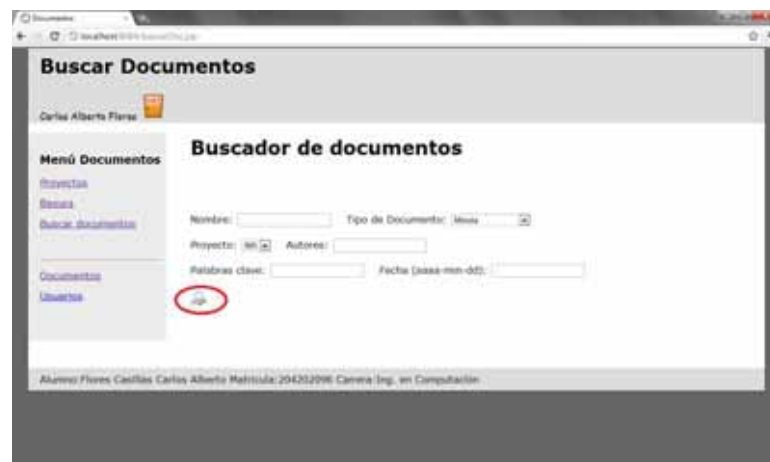 Documentos
localhost
Buscar Documentos
Carlos Alberto Flores
Menú Documentos
Proyectos
Buscar documentos
Documentos
Usuarios
Buscador de documentos
Nombre: Tipo de Documento:
Proyecto: Autores:
Palabras clave: Fecha (aaaa-mm-dd):
Alumno:Flores Casillas Carlos Alberto Matricula:204202096 Carrera:Ing. en Computación